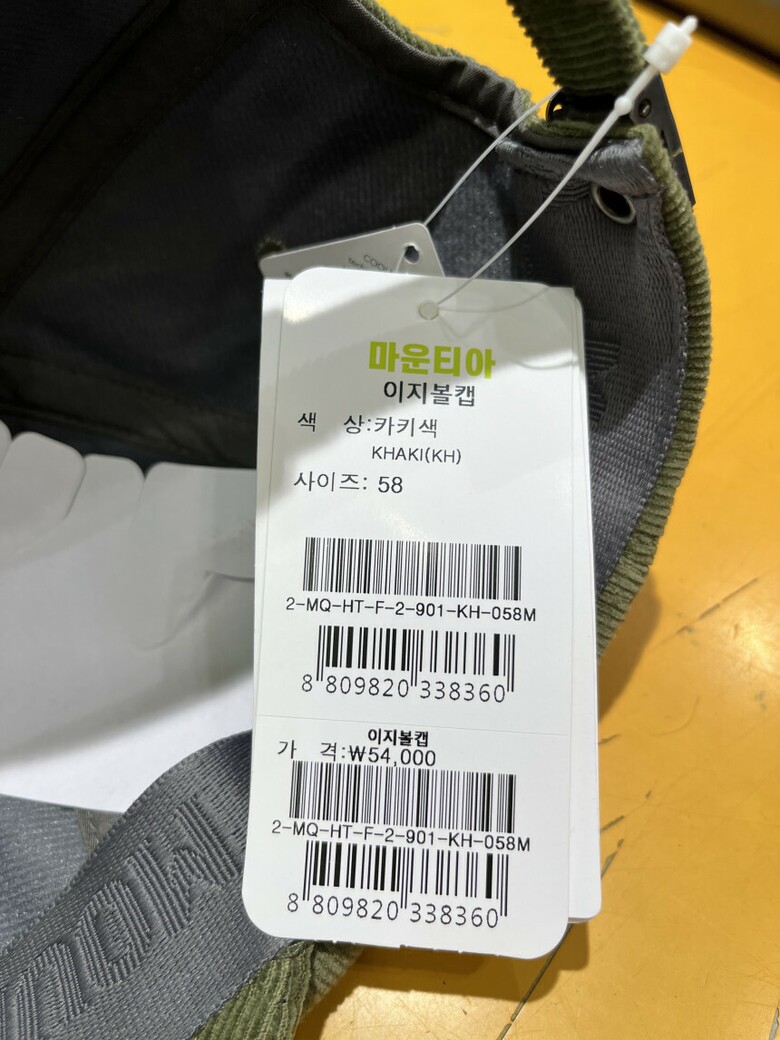 COO
마운티아
이지볼캡
색 상:카키색
KHAKI(KH)
사이즈: 58
2-MQ-HT-F-2-901-KH-058M
8 809820 338360
이지볼캡
가 격:₩54,000
2-MQ-HT-F-2-901-KH-058M
8 809820 338360
MOU